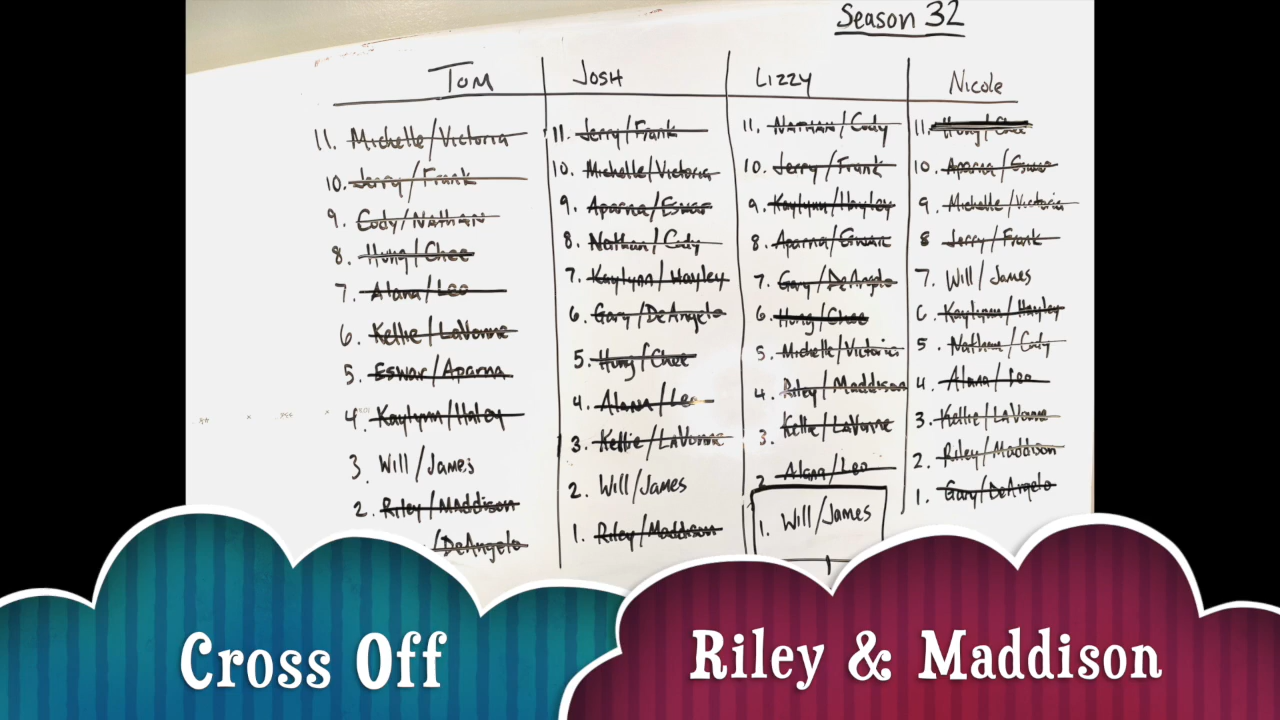 Season 32
TOM JOSH LIZZY Nicole
11. Michelle/Victoria 11. Jerry/Frank 11. NATHAN/Cody 11. Hung/Chee
10. Jerry/Frank 10. Michelle/Victoria 10. Jerry/Frank 10. Aparna/Eswar
9. Cody/NATHAN 9. Aparna/Eswar 9. Kaylynn/Hayley 9. Michelle/Victoria
8. Hung/Chee 8. Nathan/Cody 8. Aparna/Eswar 8 Jerry/Frank
7. Alana/Leo 7. Kaylynn/Hayley 7. Gary/DeAngelo 7. Will/James
6. Kellie/LaVonne 6. Gary/DeAngelo 6. Hung/Chee 6 Kaylynn/Hayley
5. Eswar/Aparna 5. Hung/Chee 5. Michelle/Victoria 5. Nathan/Cody
4. Kaylynn/Haley 4. Alana/Leo 4. Riley/Maddison 4. Alana/Leo
3. Will/James 3. Kellie/LaVonne 3. Kellie/LaVonne 3. Kellie/LaVonne
2. Riley/MAddison 2. Will/James 2 Alana/Leo 2. Riley/Maddison
/DeAngelo 1. Riley/Maddison 1. Will/James 1. Gary/DeAngelo
Cross Off Riley & Maddison